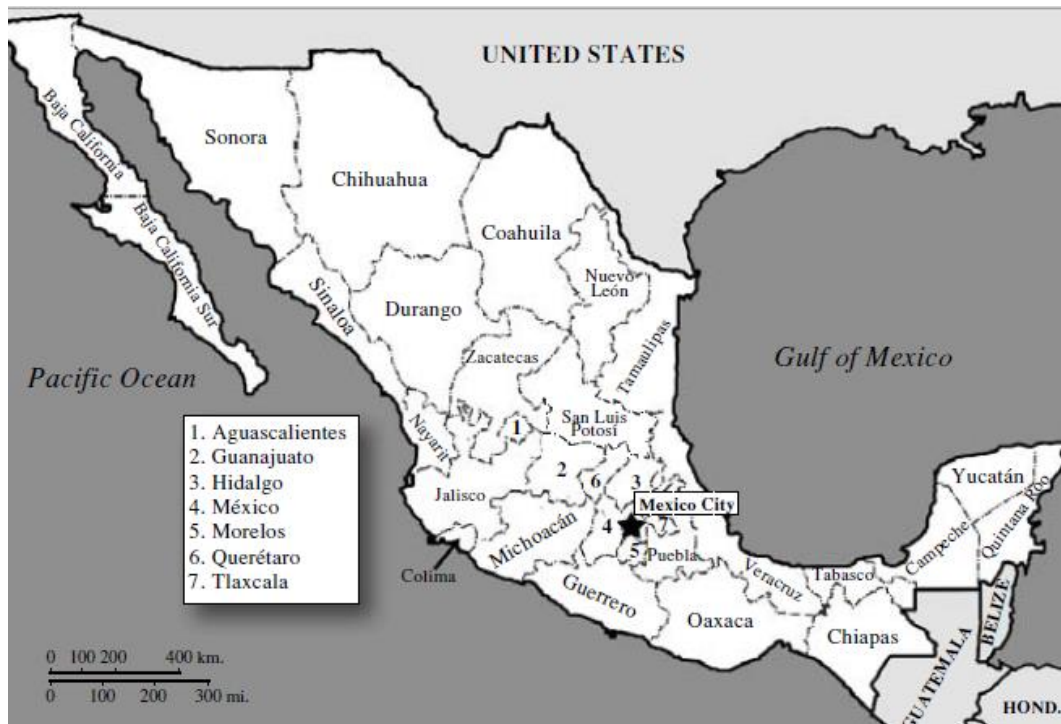 UNITED STATES
Baja California
Sonora
Chihuahua
Coahuila
Baja California Sur
Nuevo
León
Sinaloa
Durango
Tamaulipas
Zacatecas
Gulf of Mexico
Pacific Ocean
San Luis
Potosí
Nayarit
1
1. Aguascalientes
2. Guanajuato
3. Hidalgo
4. México
5. Morelos
6. Querétaro
7. Tlaxcala
2
6
3
Yucatán
Jalisco
Mexico City
Quintana Roo
4
7
Michoacán
Campeche
5
Puebla
Colima
Veracruz
Tabasco
Guerrero
Oaxaca
Chiapas
BELIZE
GUATEMALA
0 100 200 400 km.
0 100 200 300 mi.
HOND.